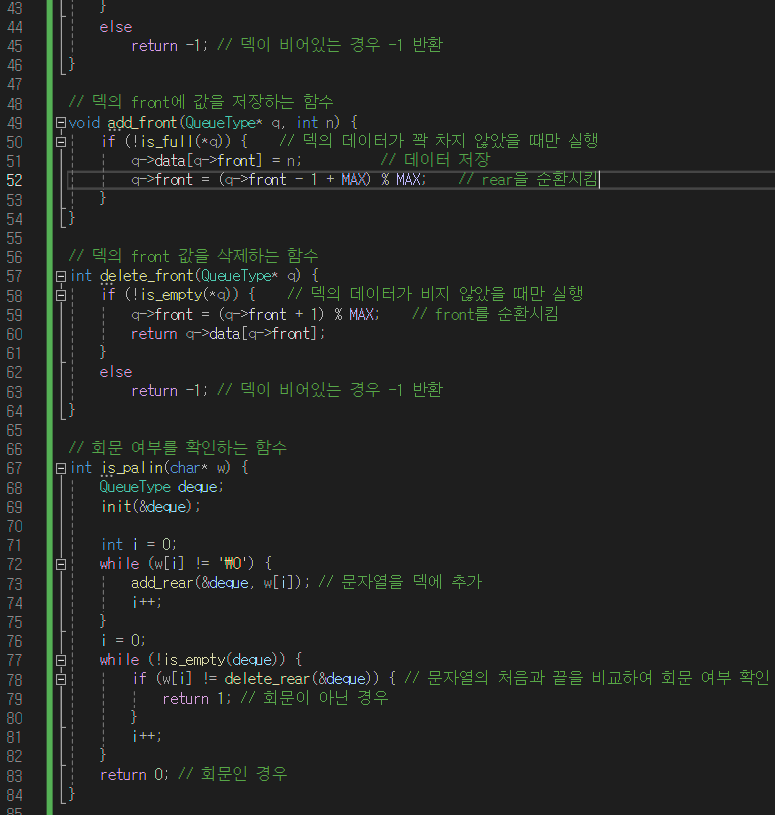 43 }
44 else
45 return -1; // 덱이 비어있는 경우 -1 반환
46 }
47
48 // 덱의 front에 값을 저장하는 함수
49 void add_front(QueueType* q, int n) {
50 if (!is_full(*q)) { // 덱의 데이터가 꽉 차지 않았을 때만 실행
51 q->data[q->front] = n; // 데이터 저장
52 q->front = (q->front - 1 + MAX) % MAX; // rear을 순환시킴
53 }
54 }
55
56 // 덱의 front 값을 삭제하는 함수
57 int delete_front(QueueType* q) {
58 if (!is_empty(*q)) { // 덱의 데이터가 비지 않았을 때만 실행
59 q->front = (q->front + 1) % MAX; // front를 순환시킴
60 return q->data[q->front];
61 }
62 else
63 return -1; // 덱이 비어있는 경우 -1 반환
64 }
65
66 // 회문 여부를 확인하는 함수
67 int is_palin(char* w) {
68 QueueType deque;
69 init(&deque);
70
71 int i = 0;
72 while (w[i] != '₩0') {
73 add_rear(&deque, w[i]); // 문자열을 덱에 추가
74 i++;
75 }
76 i = 0;
77 while (!is_empty(deque)) {
78 if (w[i] != delete_rear(&deque)) { // 문자열의 처음과 끝을 비교하여 회문 여부 확인
79 return 1; // 회문이 아닌 경우
80 }
81 i++;
82 }
83 return 0; // 회문인 경우
84 }